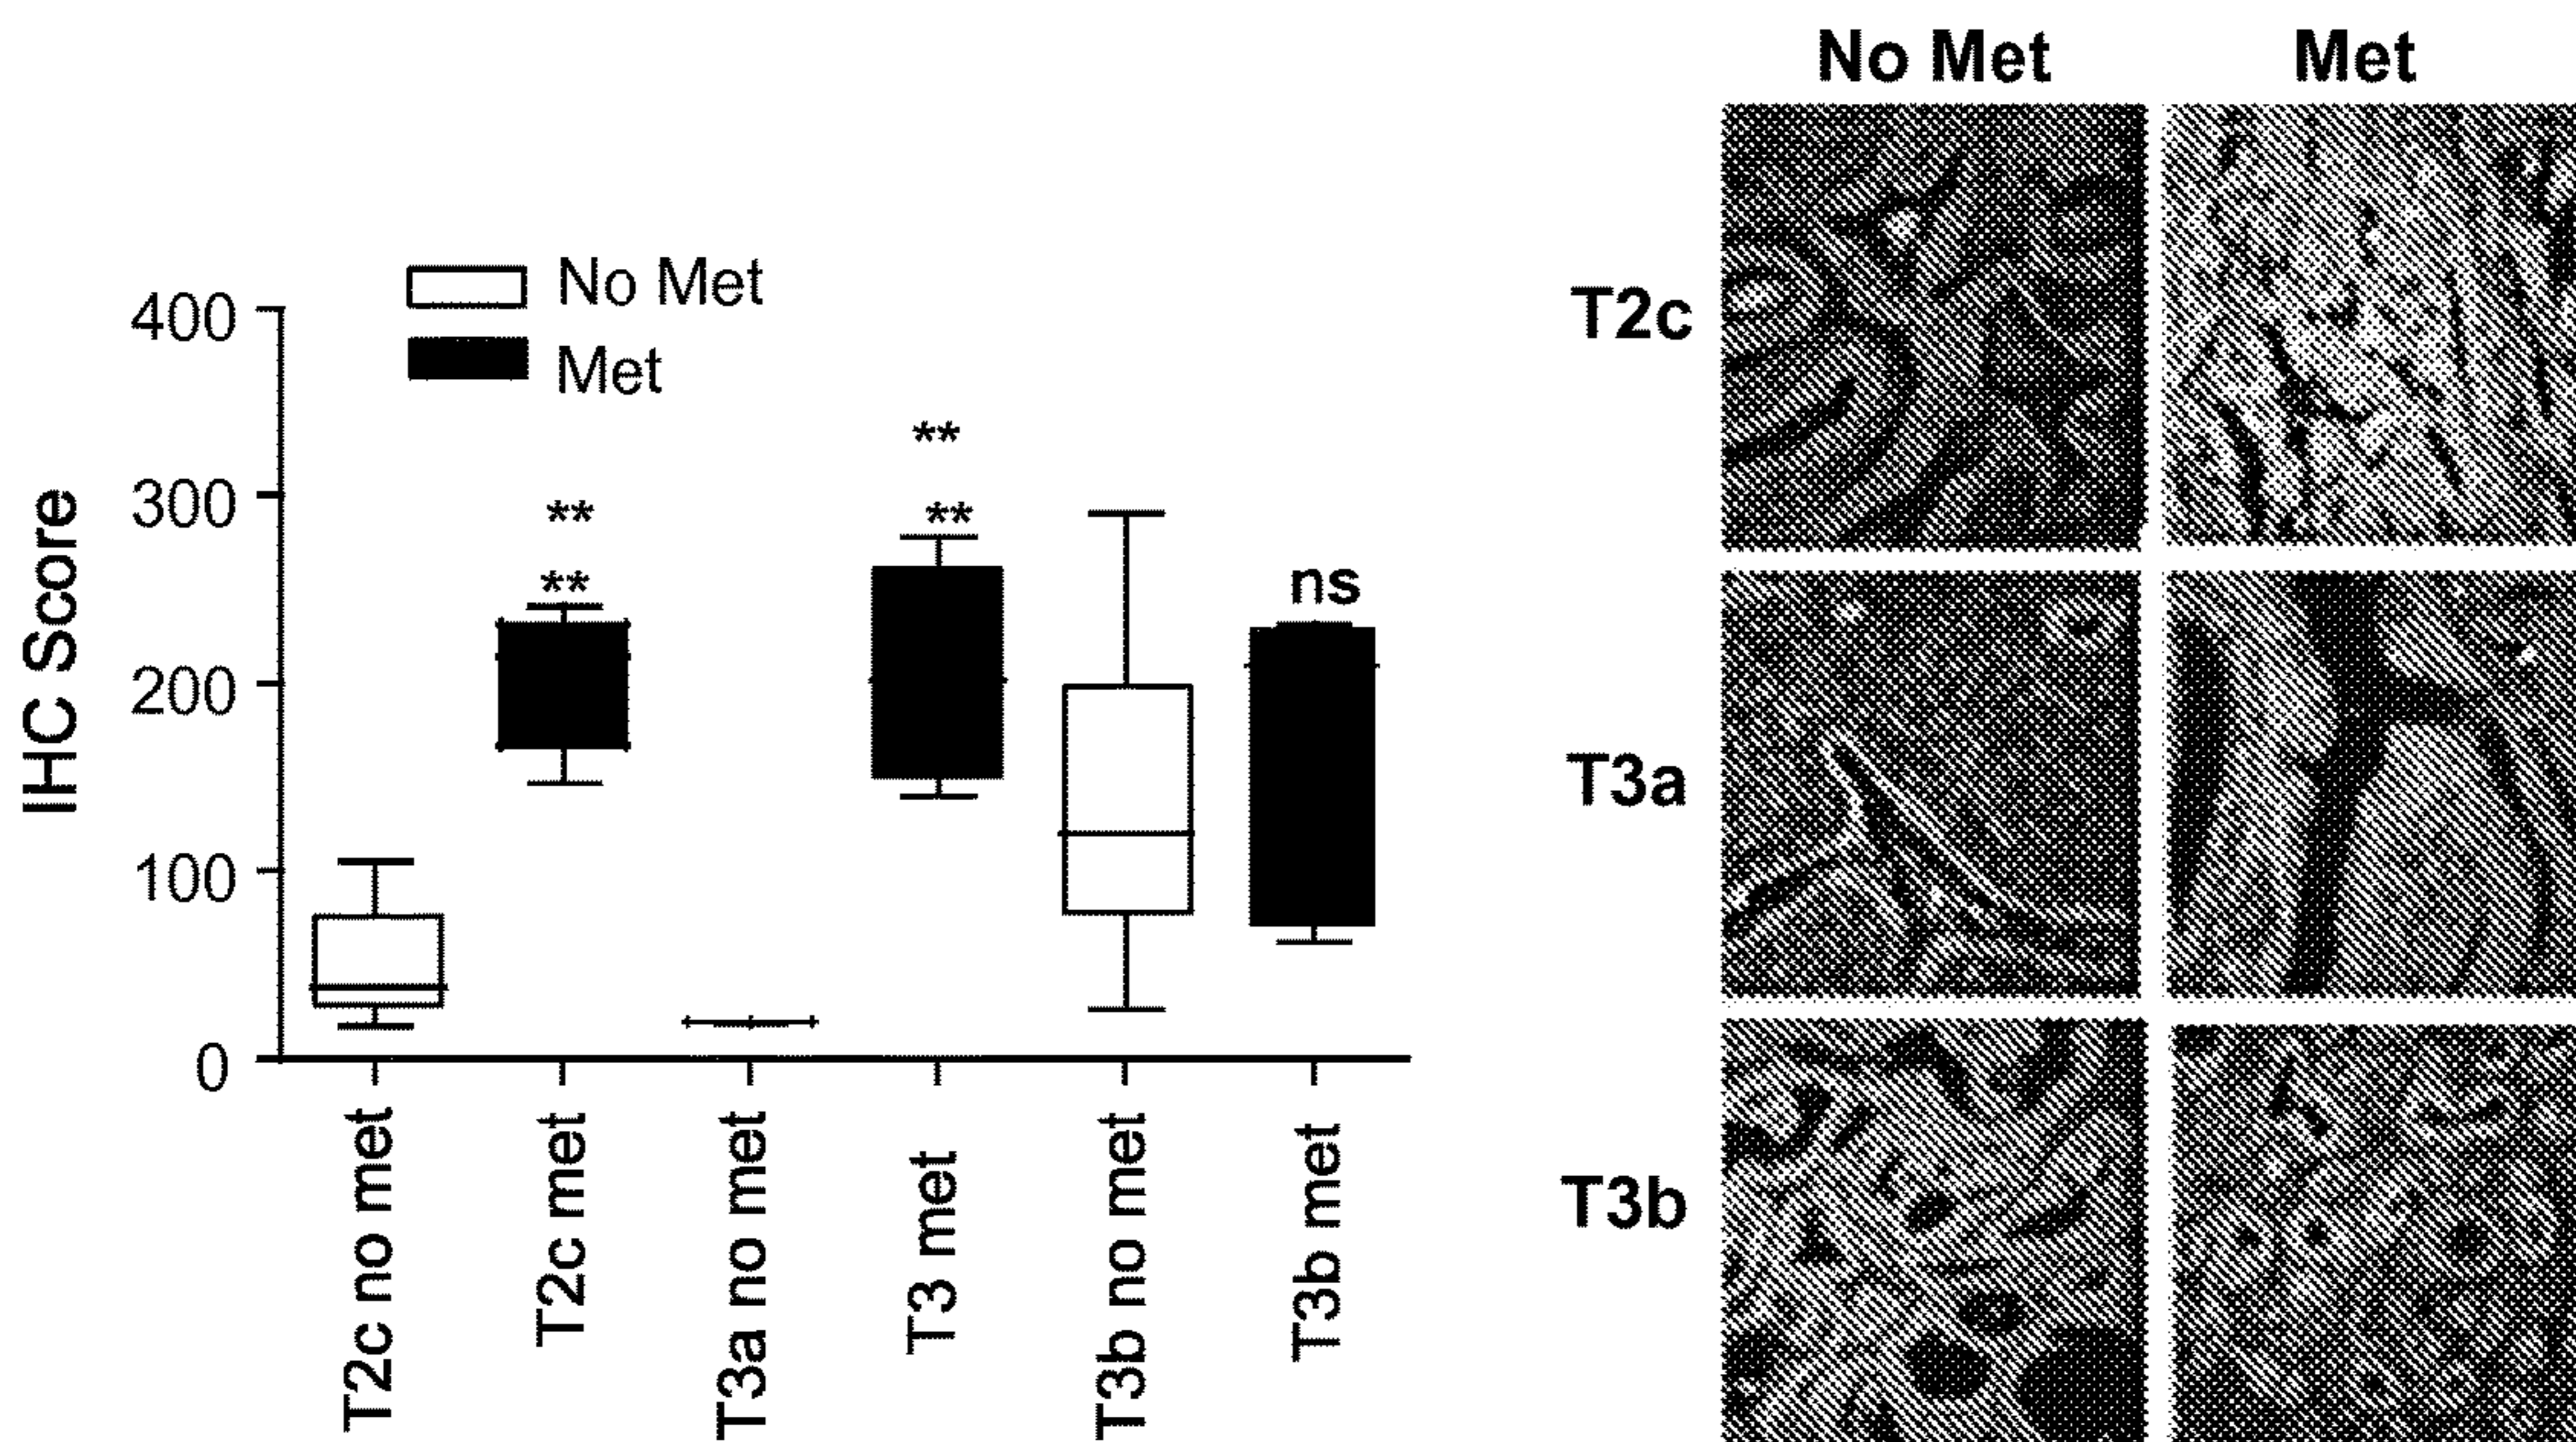 No Met
Met
No Met
Met
400
300
200
100
0
IHC Score
**
**
**
**
ns
T2c no met
T2c met
T3a no met
T3 met
T3b no met
T3b met
T2c
T3a
T3b